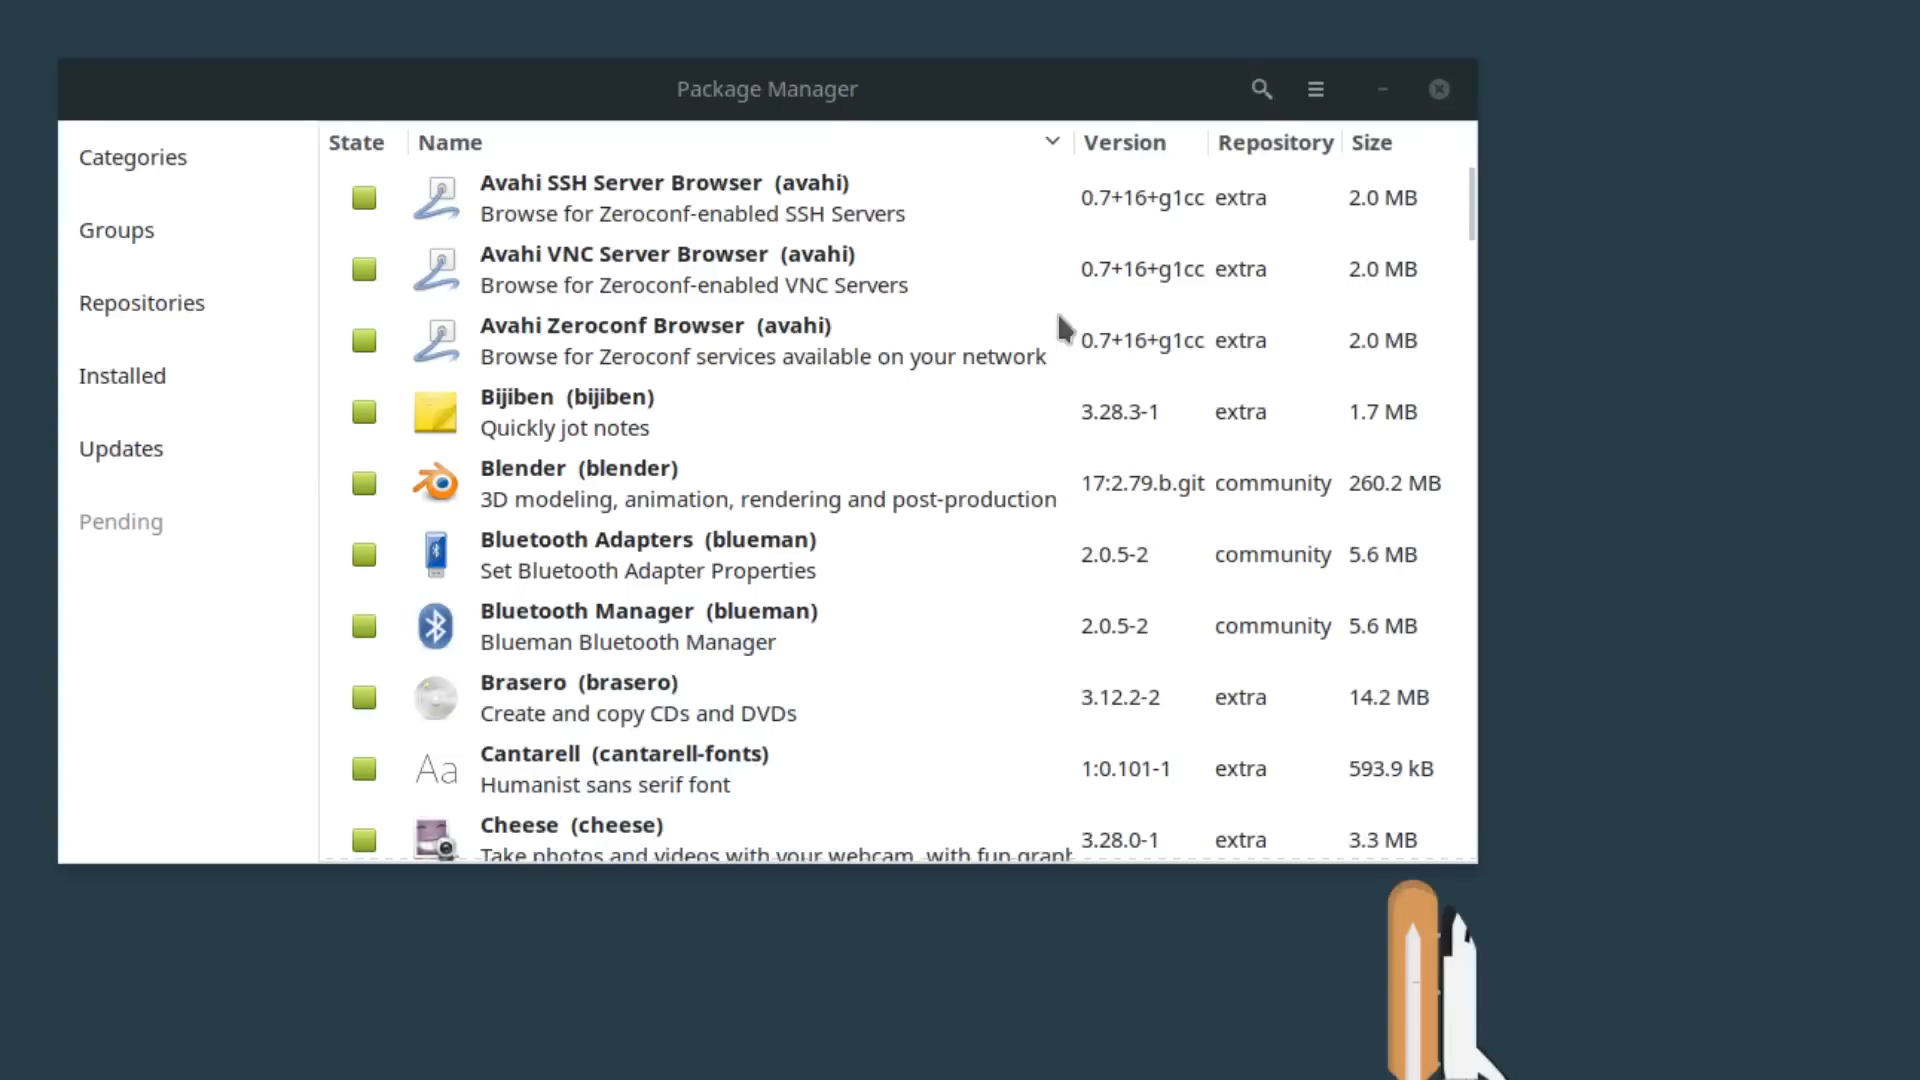 Package Manager
State Name Version Repository Size
Categories
Groups
Repositories
Installed
Updates
Pending
Avahi SSH Server Browser (avahi) 0.7+16+g1cc extra 2.0 MB
Browse for Zeroconf-enabled SSH Servers
Avahi VNC Server Browser (avahi) 0.7+16+g1cc extra 2.0 MB
Browse for Zeroconf-enabled VNC Servers
Avahi Zeroconf Browser (avahi) 0.7+16+g1cc extra 2.0 MB
Browse for Zeroconf services available on your network
Bijiben (bijiben) 3.28.3-1 extra 1.7 MB
Quickly jot notes
Blender (blender) 17:2.79.b.git community 260.2 MB
3D modeling, animation, rendering and post-production
Bluetooth Adapters (blueman) 2.0.5-2 community 5.6 MB
Set Bluetooth Adapter Properties
Bluetooth Manager (blueman) 2.0.5-2 community 5.6 MB
Blueman Bluetooth Manager
Brasero (brasero) 3.12.2-2 extra 14.2 MB
Create and copy CDs and DVDs
Cantarell (cantarell-fonts) 1:0.101-1 extra 593.9 kB
Aa
Humanist sans serif font
Cheese (cheese) 3.28.0-1 extra 3.3 MB
Take photos and videos with your webcam, with fun graph